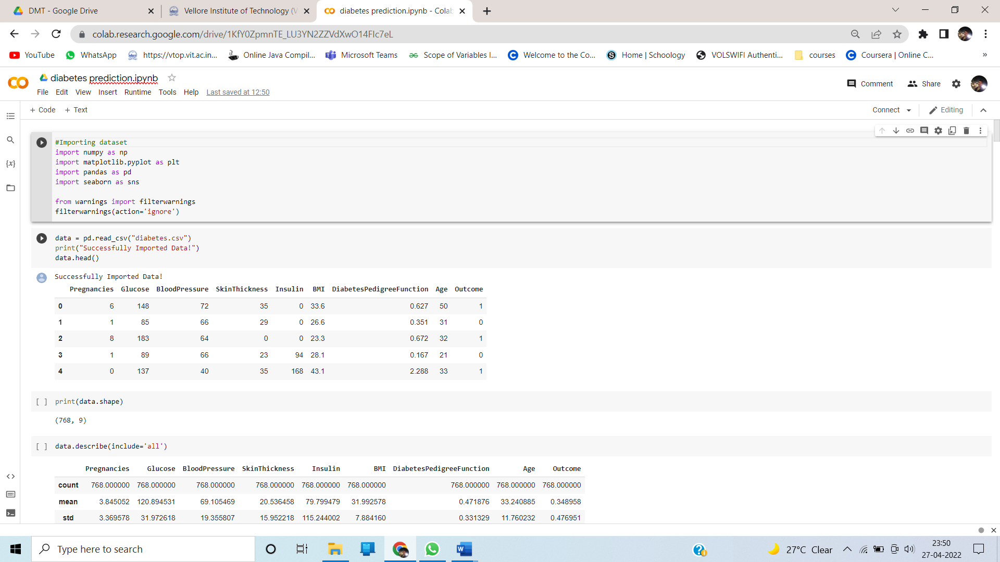 DMT - Google Drive
Vellore Institute of Technology (V
diabetes prediction.ipynb - Colab
colab.research.google.com/drive/1KfY0ZpmnTE_LU3YN2ZZVdXwO14FIc7eL
YouTube
WhatsApp
https://vtop.vit.ac.in...
Online Java Compil...
Microsoft Teams
Scope of Variables I...
Welcome to the Co...
Home | Schoology
VOLSWIFI Authenti...
courses
Coursera | Online C...
»
diabetes prediction.ipynb
File Edit View Insert Runtime Tools Help Last saved at 12:50
Comment Share
+ Code + Text
Connect Editing
#Importing dataset
import numpy as np
import matplotlib.pyplot as plt
import pandas as pd
import seaborn as sns
from warnings import filterwarnings
filterwarnings(action='ignore')
{x}
data = pd.read_csv("diabetes.csv")
print("Successfully Imported Data!")
data.head()
Successfully Imported Data!
Pregnancies Glucose BloodPressure SkinThickness Insulin BMI DiabetesPedigreeFunction Age Outcome
0 6 148 72 35 0 33.6 0.627 50 1
1 1 85 66 29 0 26.6 0.351 31 0
2 8 183 64 0 0 23.3 0.672 32 1
3 1 89 66 23 94 28.1 0.167 21 0
4 0 137 40 35 168 43.1 2.288 33 1
[ ] print(data.shape)
(768, 9)
[ ] data.describe(include='all')
Pregnancies Glucose BloodPressure SkinThickness Insulin BMI DiabetesPedigreeFunction Age Outcome
count 768.000000 768.000000 768.000000 768.000000 768.000000 768.000000 768.000000 768.000000 768.000000
mean 3.845052 120.894531 69.105469 20.536458 79.799479 31.992578 0.471876 33.240885 0.348958
std 3.369578 31.972618 19.355807 15.952218 115.244002 7.884160 0.331329 11.760232 0.476951
Type here to search
27°C Clear
23:50
27-04-2022